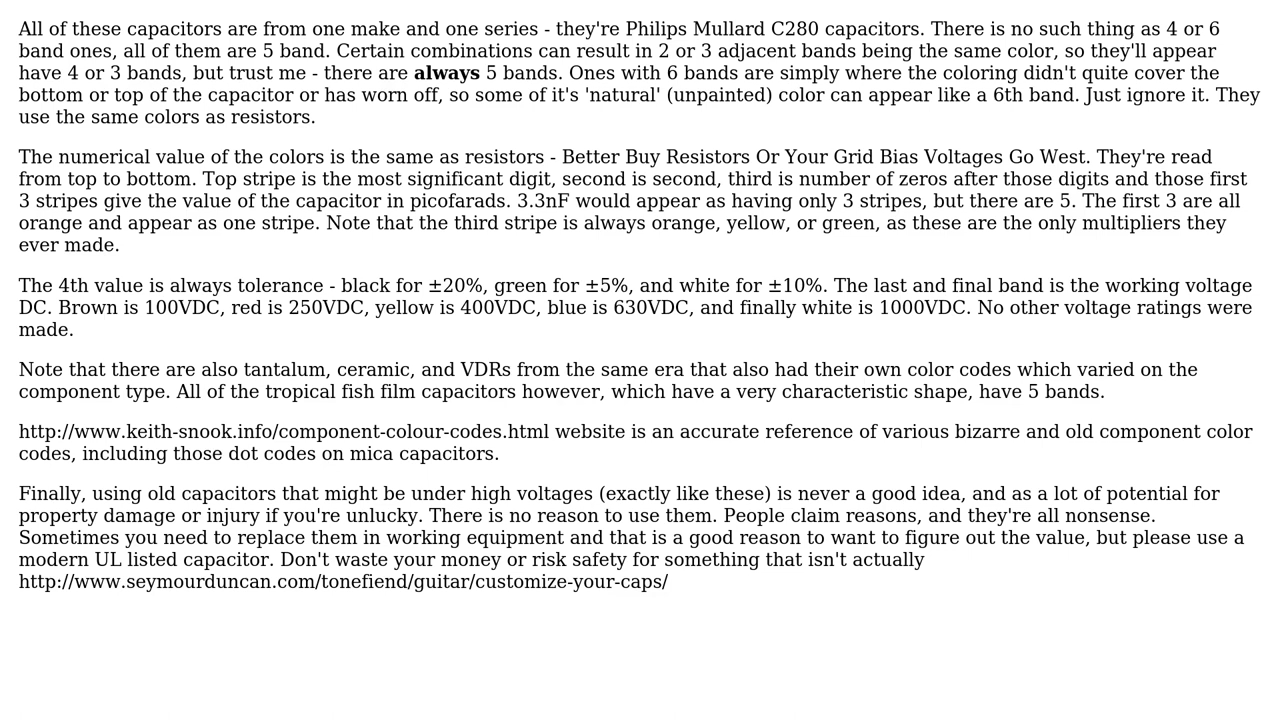 All of these capacitors are from one make and one series - they're Philips Mullard C280 capacitors. There is no such thing as 4 or 6
band ones, all of them are 5 band. Certain combinations can result in 2 or 3 adjacent bands being the same color, so they'll appear
have 4 or 3 bands, but trust me - there are always 5 bands. Ones with 6 bands are simply where the coloring didn't quite cover the
bottom or top of the capacitor or has worn off, so some of it's 'natural' (unpainted) color can appear like a 6th band. Just ignore it. They
use the same colors as resistors.
The numerical value of the colors is the same as resistors - Better Buy Resistors Or Your Grid Bias Voltages Go West. They're read
from top to bottom. Top stripe is the most significant digit, second is second, third is number of zeros after those digits and those first
3 stripes give the value of the capacitor in picofarads. 3.3nF would appear as having only 3 stripes, but there are 5. The first 3 are all
orange and appear as one stripe. Note that the third stripe is always orange, yellow, or green, as these are the only multipliers they
ever made.
The 4th value is always tolerance - black for ±20%, green for ±5%, and white for ±10%. The last and final band is the working voltage
DC. Brown is 100VDC, red is 250VDC, yellow is 400VDC, blue is 630VDC, and finally white is 1000VDC. No other voltage ratings were
made.
Note that there are also tantalum, ceramic, and VDRs from the same era that also had their own color codes which varied on the
component type. All of the tropical fish film capacitors however, which have a very characteristic shape, have 5 bands.
http://www.keith-snook.info/component-colour-codes.html website is an accurate reference of various bizarre and old component color
codes, including those dot codes on mica capacitors.
Finally, using old capacitors that might be under high voltages (exactly like these) is never a good idea, and as a lot of potential for
property damage or injury if you're unlucky. There is no reason to use them. People claim reasons, and they're all nonsense.
Sometimes you need to replace them in working equipment and that is a good reason to want to figure out the value, but please use a
modern UL listed capacitor. Don't waste your money or risk safety for something that isn't actually
http://www.seymourduncan.com/tonefiend/guitar/customize-your-caps/